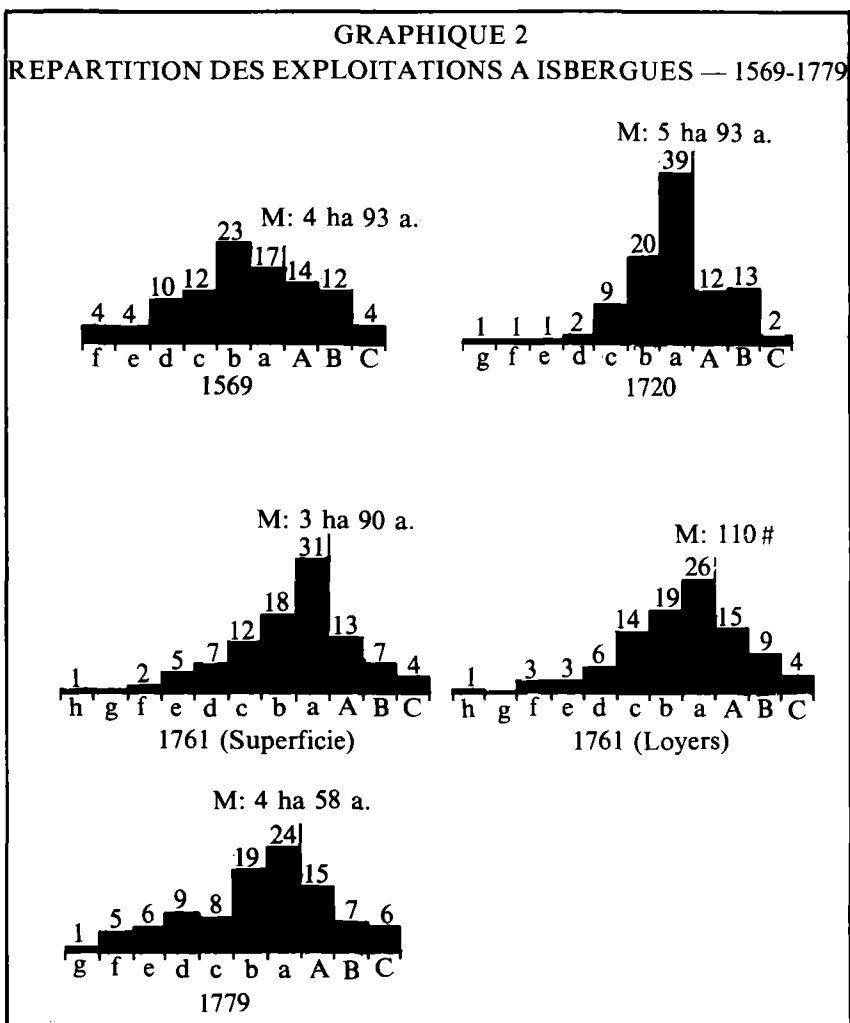 GRAPHIQUE 2
REPARTITION DES EXPLOITATIONS A ISBERGUES — 1569-1779
M: 4 ha 93 a.
4 4 10 12 23 17 14 12 4
f e d c b a A B C
1569
M: 5 ha 93 a.
1 1 1 2 9 20 39 12 13 2
g f e d c b a A B C
1720
M: 3 ha 90 a.
1 2 5 7 12 18 31 13 7 4
h g f e d c b a A B C
1761 (Superficie)
M: 110 #
1 3 3 6 14 19 26 15 9 4
h g f e d c b a A B C
1761 (Loyers)
M: 4 ha 58 a.
1 5 6 9 8 19 24 15 7 6
g f e d c b a A B C
1779